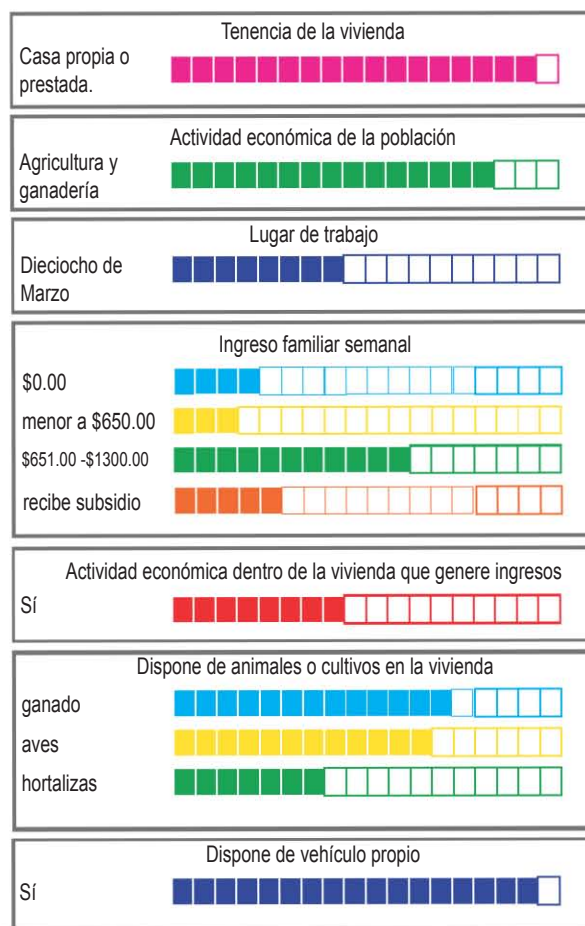 Tenencia de la vivienda
Casa propia o
prestada.
Actividad económica de la población
Agricultura y
ganadería
Lugar de trabajo
Dieciocho de
Marzo
Ingreso familiar semanal
$0.00
menor a $650.00
$651.00 -$1300.00
recibe subsidio
Actividad económica dentro de la vivienda que genere ingresos
Sí
Dispone de animales o cultivos en la vivienda
ganado
aves
hortalizas
Dispone de vehículo propio
Sí